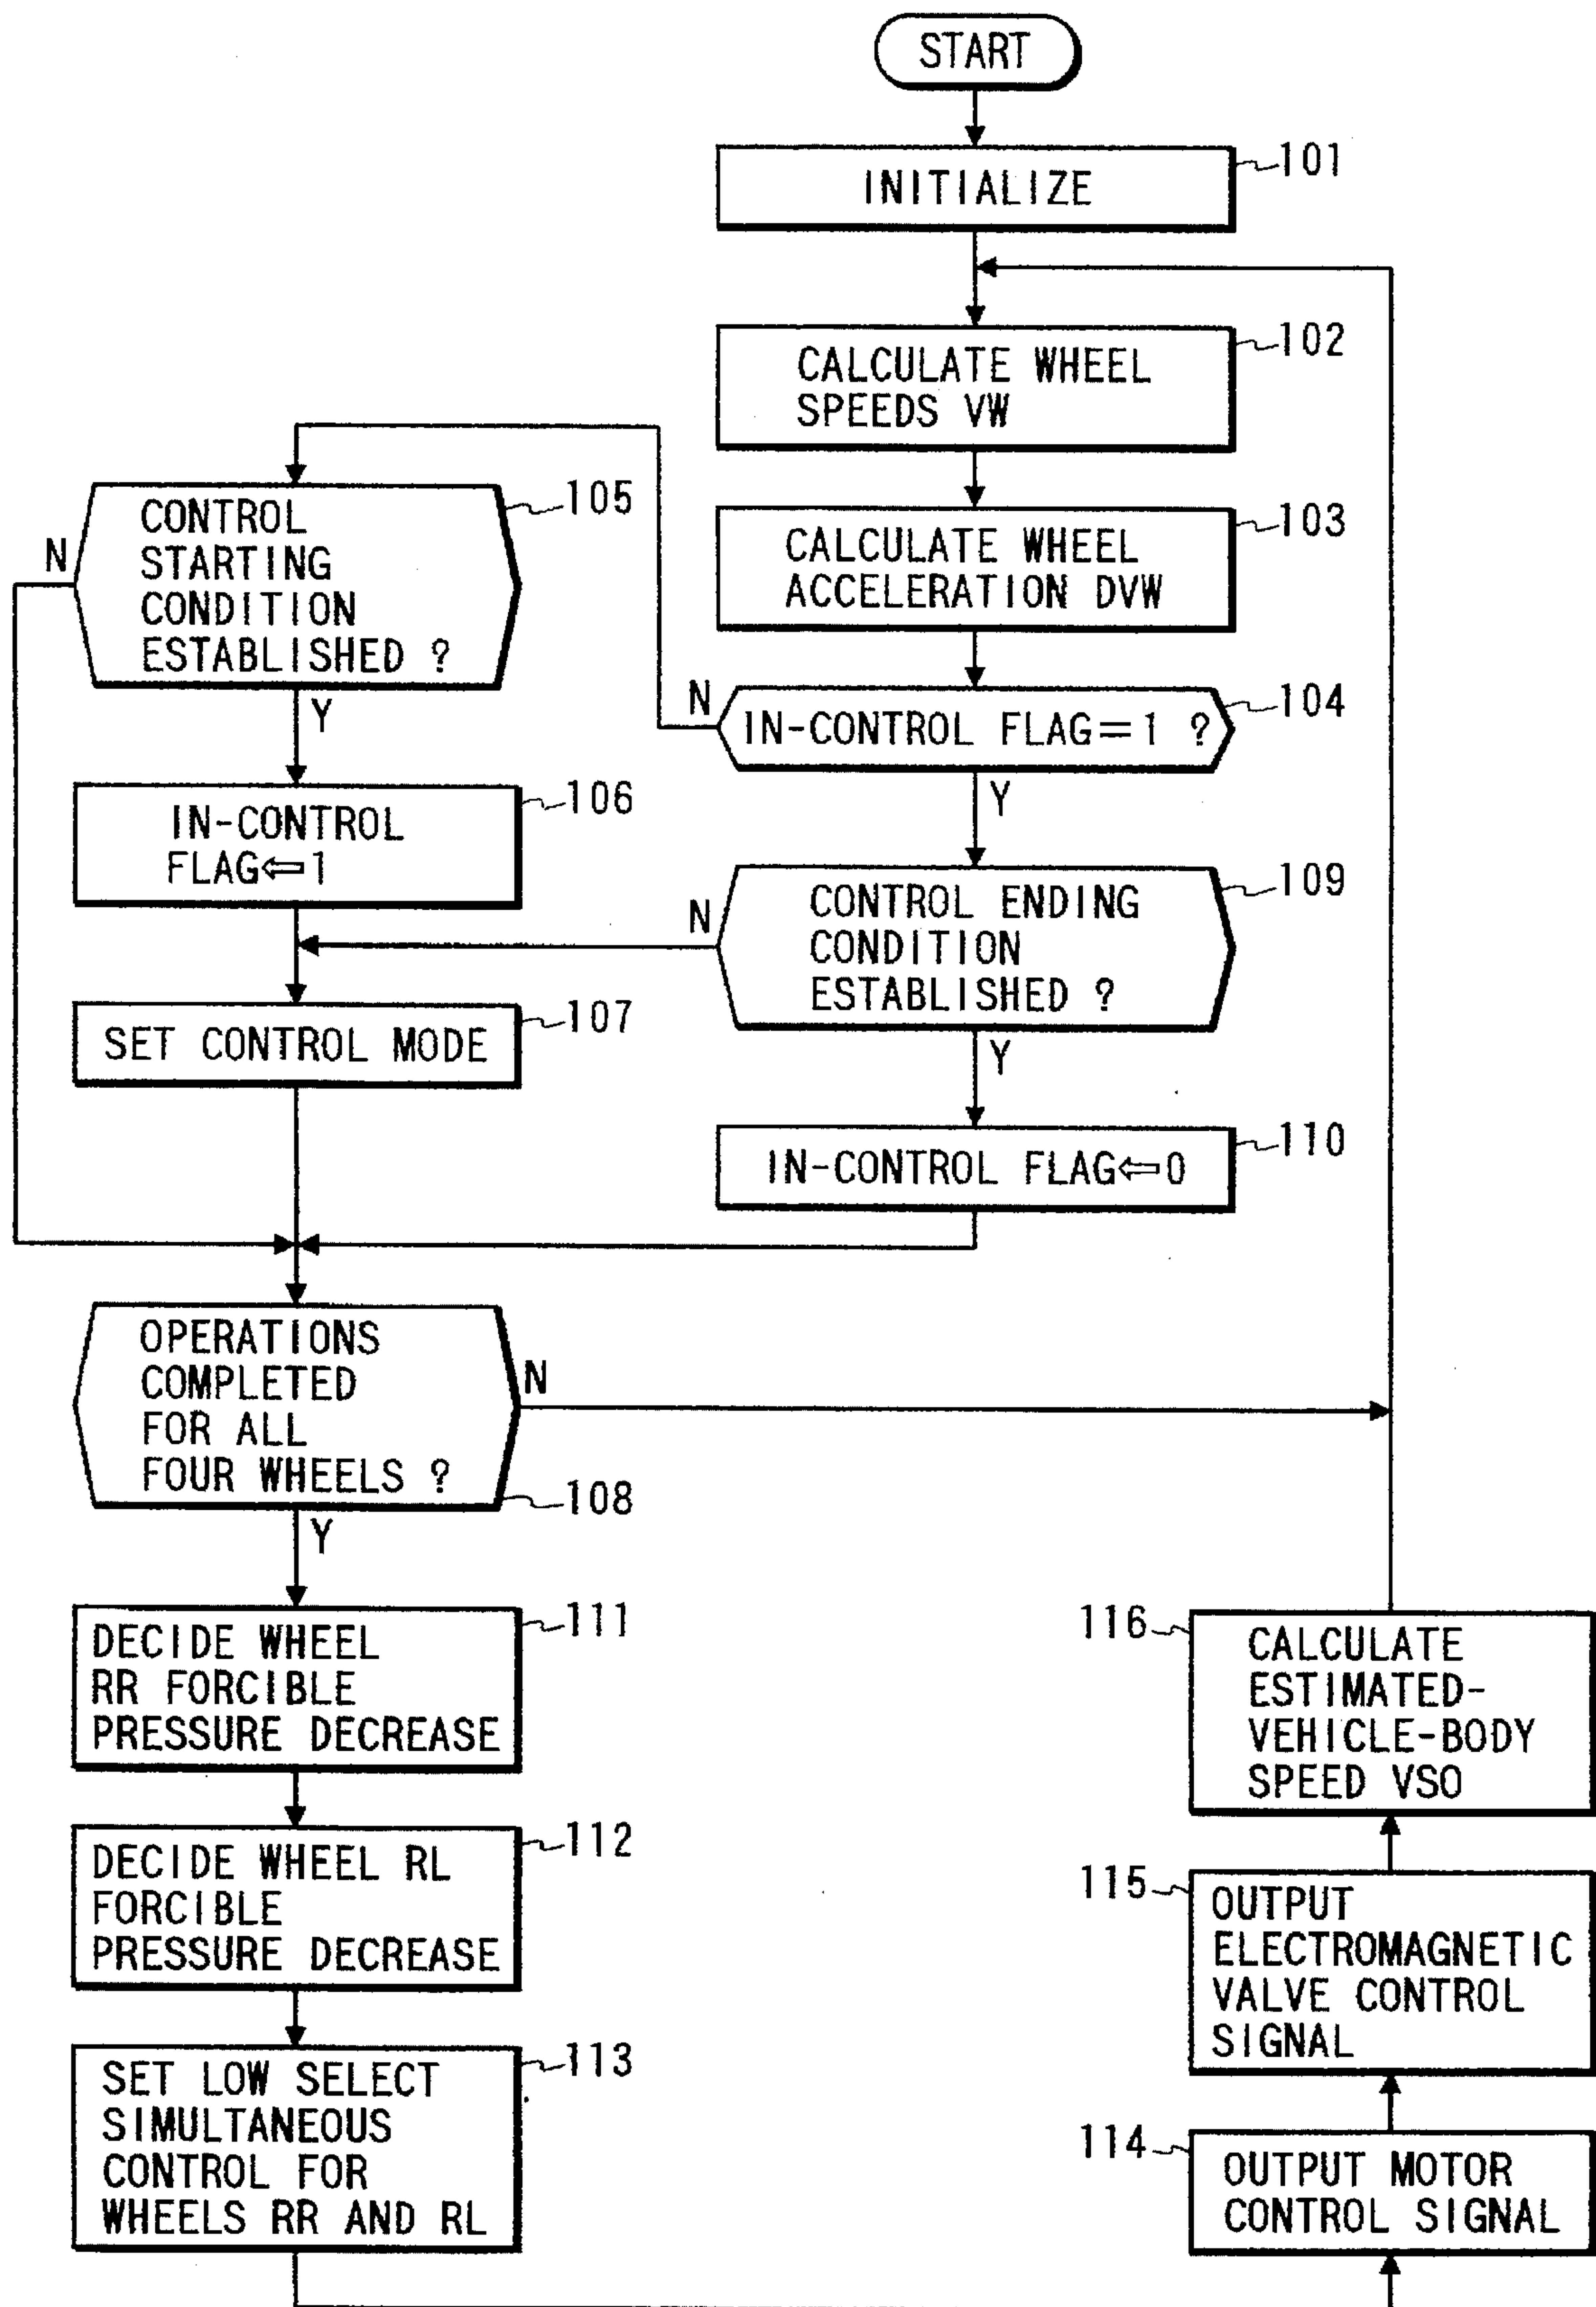 START
101
INITIALIZE
102
CALCULATE WHEEL
SPEEDS VW
103
CALCULATE WHEEL
ACCELERATION DVW
104
N
IN-CONTROL FLAG=1 ?
Y
105
N
CONTROL
STARTING
CONDITION
ESTABLISHED ?
Y
106
IN-CONTROL
FLAG⇐1
107
SET CONTROL MODE
109
N
CONTROL ENDING
CONDITION
ESTABLISHED ?
Y
110
IN-CONTROL FLAG⇐0
OPERATIONS
COMPLETED
FOR ALL
FOUR WHEELS ?
N
108
Y
111
DECIDE WHEEL
RR FORCIBLE
PRESSURE DECREASE
112
DECIDE WHEEL RL
FORCIBLE
PRESSURE DECREASE
113
SET LOW SELECT
SIMULTANEOUS
CONTROL FOR
WHEELS RR AND RL
116
CALCULATE
ESTIMATED-
VEHICLE-BODY
SPEED VSO
115
OUTPUT
ELECTROMAGNETIC
VALVE CONTROL
SIGNAL
114
OUTPUT MOTOR
CONTROL SIGNAL